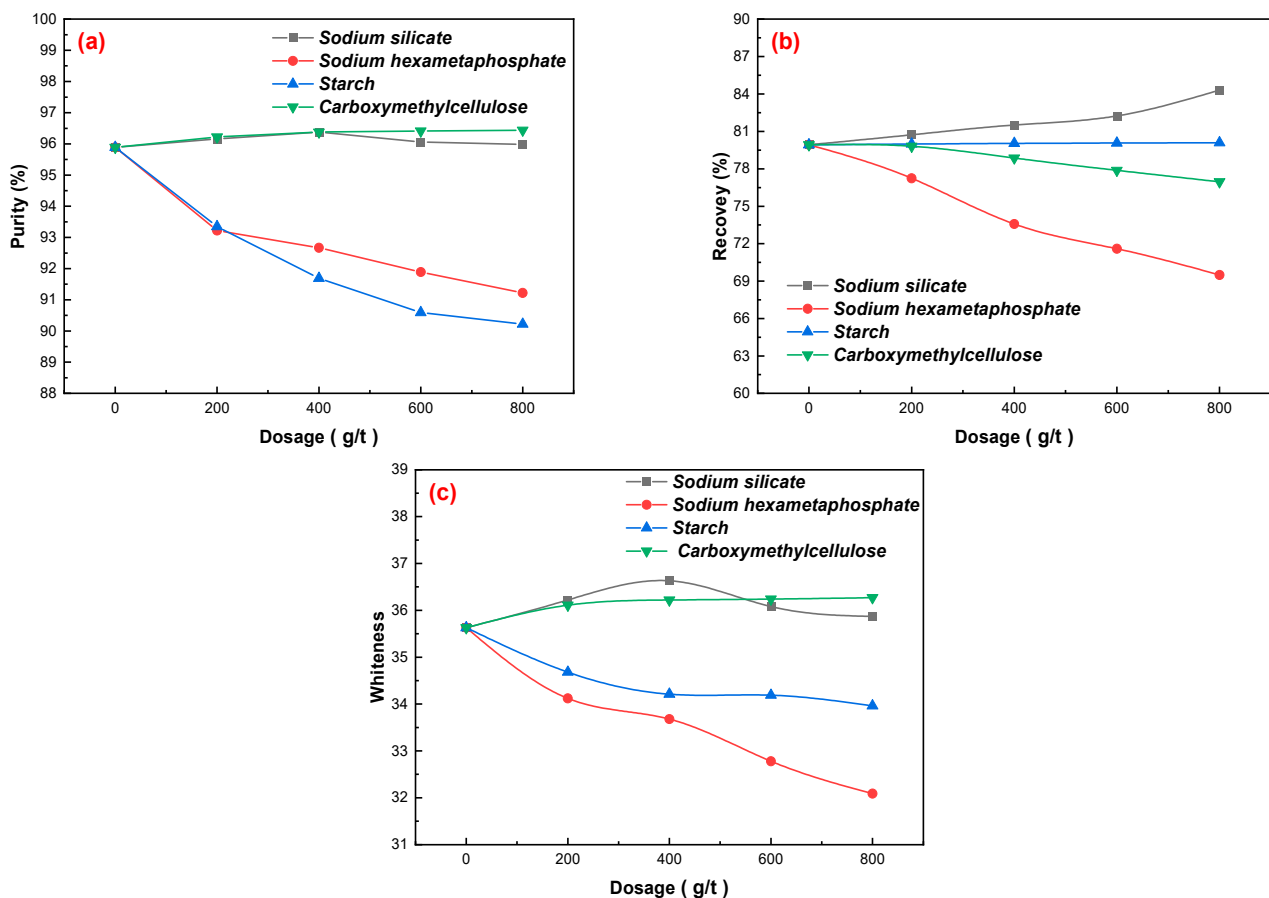 (a)
Sodium silicate
Sodium hexametaphosphate
Starch
Carboxymethylcellulose
Purity (%)
100
99
98
97
96
95
94
93
92
91
90
89
88
0 200 400 600 800
Dosage ( g/t )
(b)
Recovey (%)
90
87
84
81
78
75
72
69
66
63
60
Sodium silicate
Sodium hexametaphosphate
Starch
Carboxymethylcellulose
0 200 400 600 800
Dosage ( g/t )
(c)
Sodium silicate
Sodium hexametaphosphate
Starch
Carboxymethylcellulose
Whiteness
39
38
37
36
35
34
33
32
31
0 200 400 600 800
Dosage ( g/t )